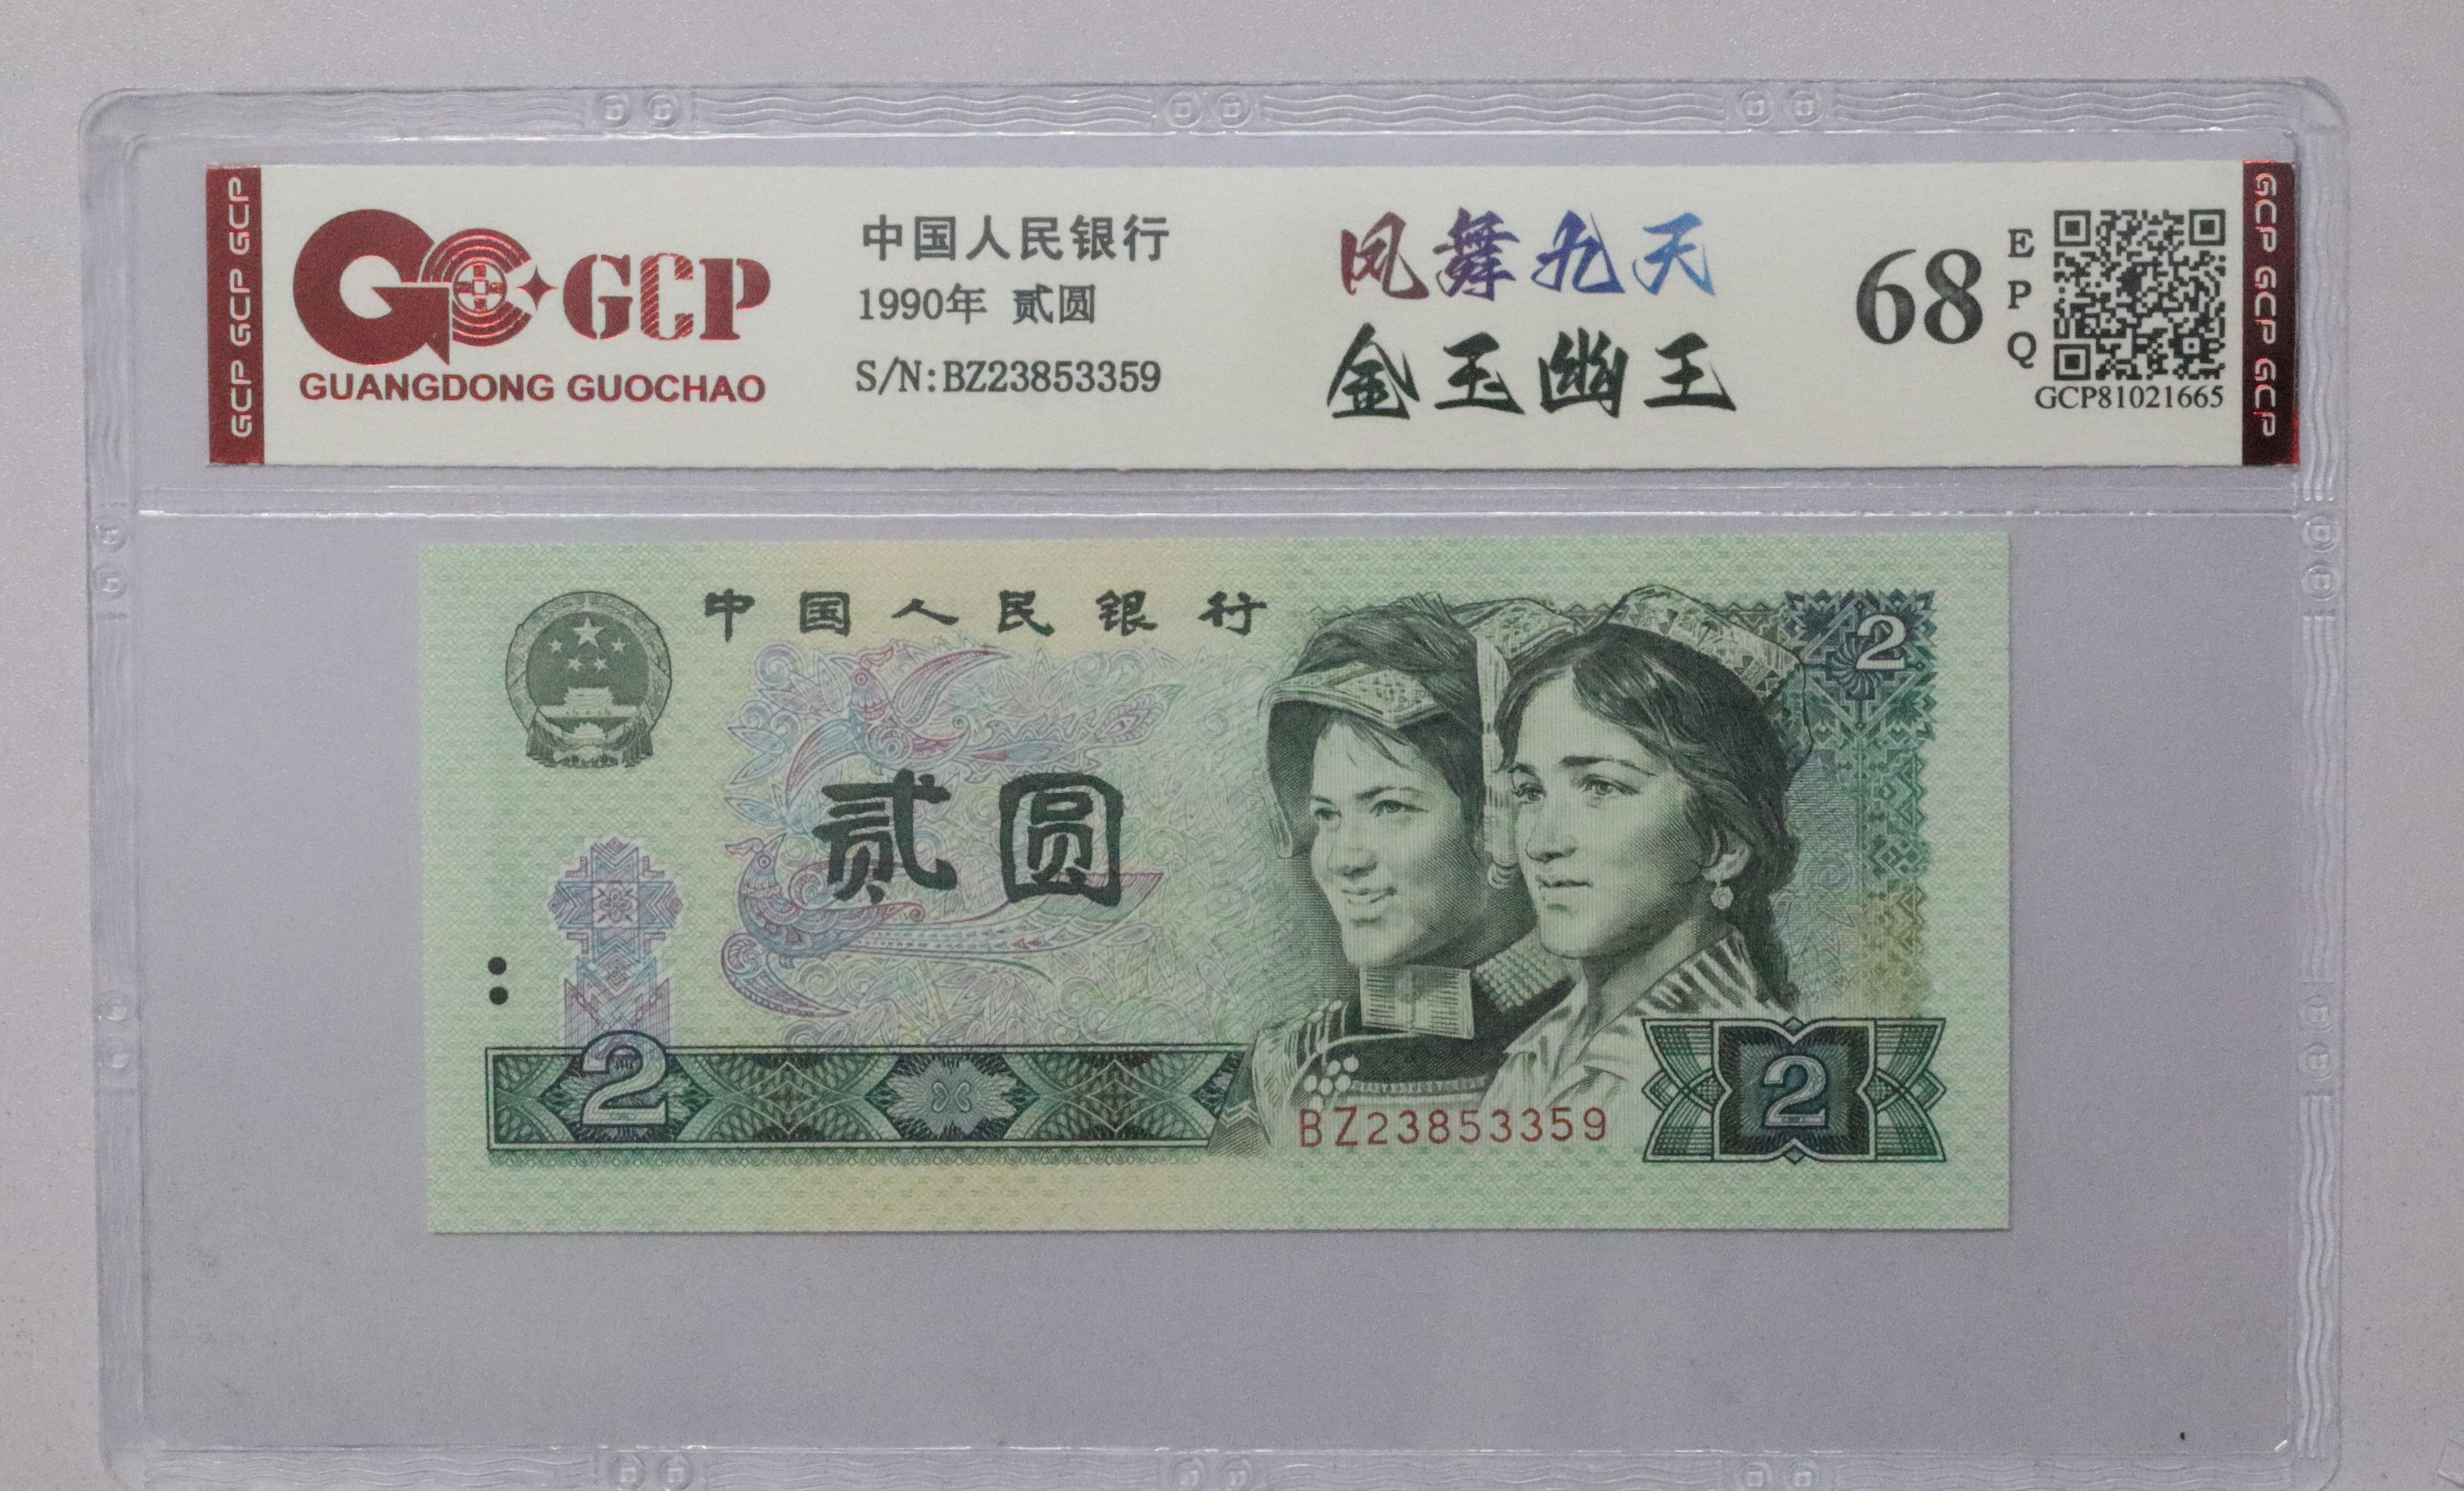 GCP GCP GCP
GCP
GUANGDONG GUOCHAO
中国人民银行
1990年 贰圆
S/N:BZ23853359
凤舞九天
金玉幽王
68
EPQ
GCP81021665
GCP GCP GCP
中国人民银行
2
贰圆
2
BZ23853359
2